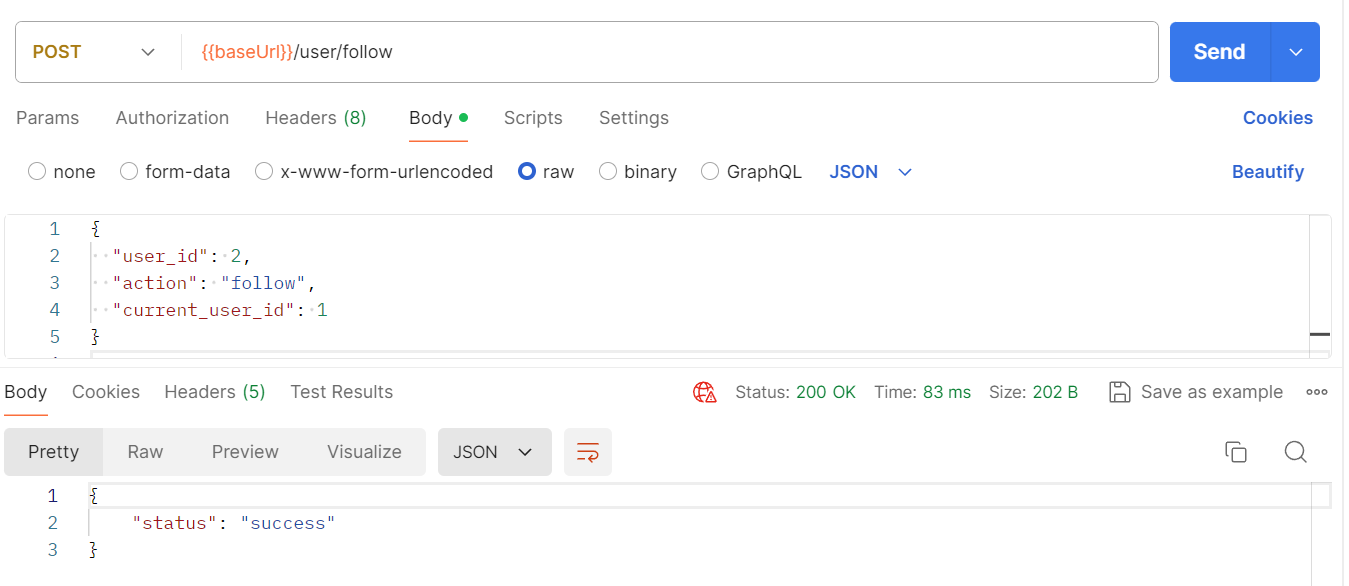 POST {{baseUrl}}/user/follow Send
Params Authorization Headers (8) Body Scripts Settings Cookies
none form-data x-www-form-urlencoded raw binary GraphQL JSON Beautify
1 {
2 "user_id": 2,
3 "action": "follow",
4 "current_user_id": 1
5 }
Body Cookies Headers (5) Test Results Status: 200 OK Time: 83 ms Size: 202 B Save as example
Pretty Raw Preview Visualize JSON
1 {
2 "status": "success"
3 }